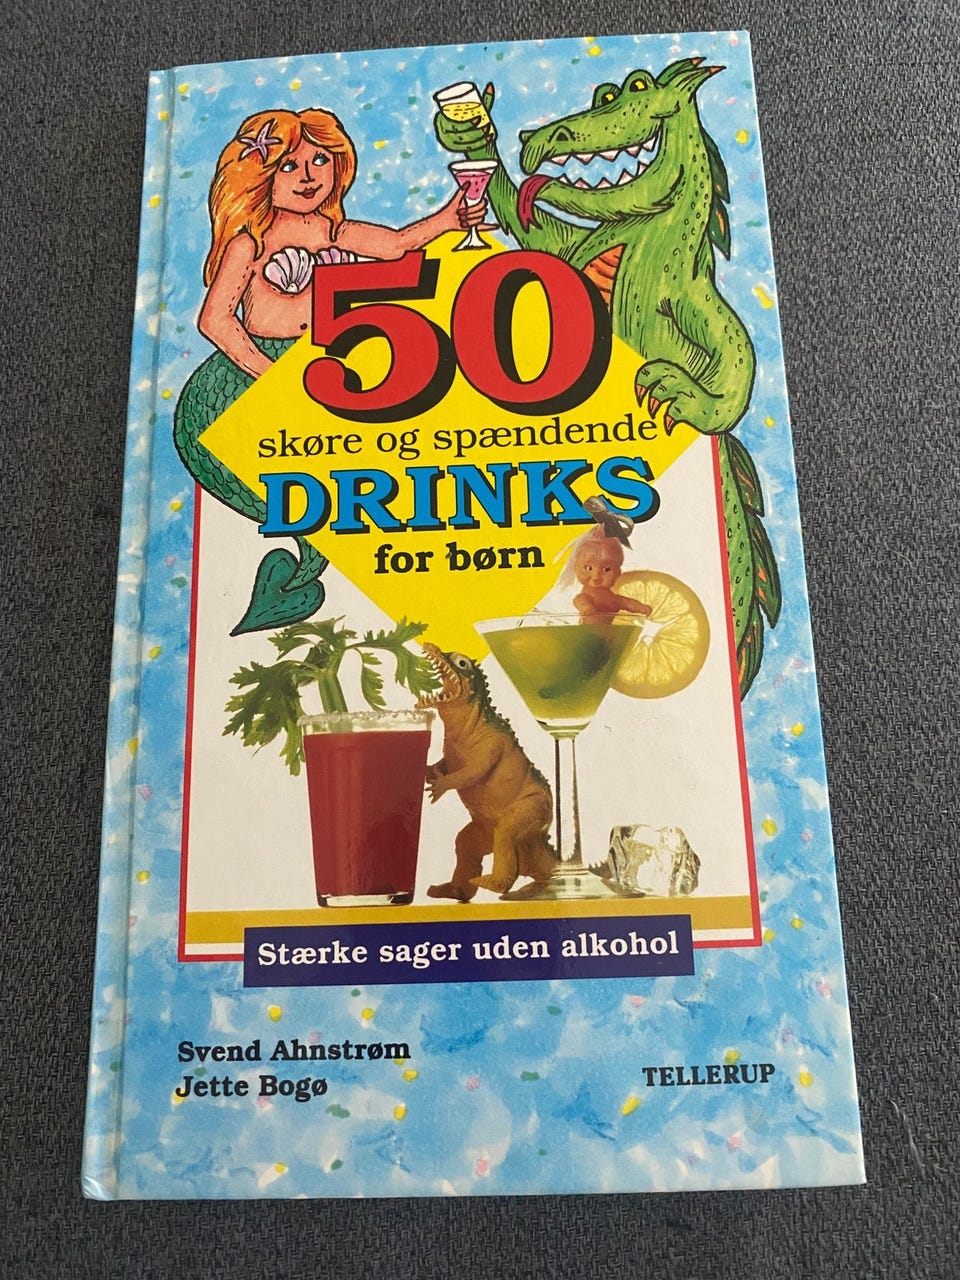 50
skøre og spændende
DRINKS
for børn
Stærke sager uden alkohol
Svend Ahnstrøm
Jette Bogø
TELLERUP